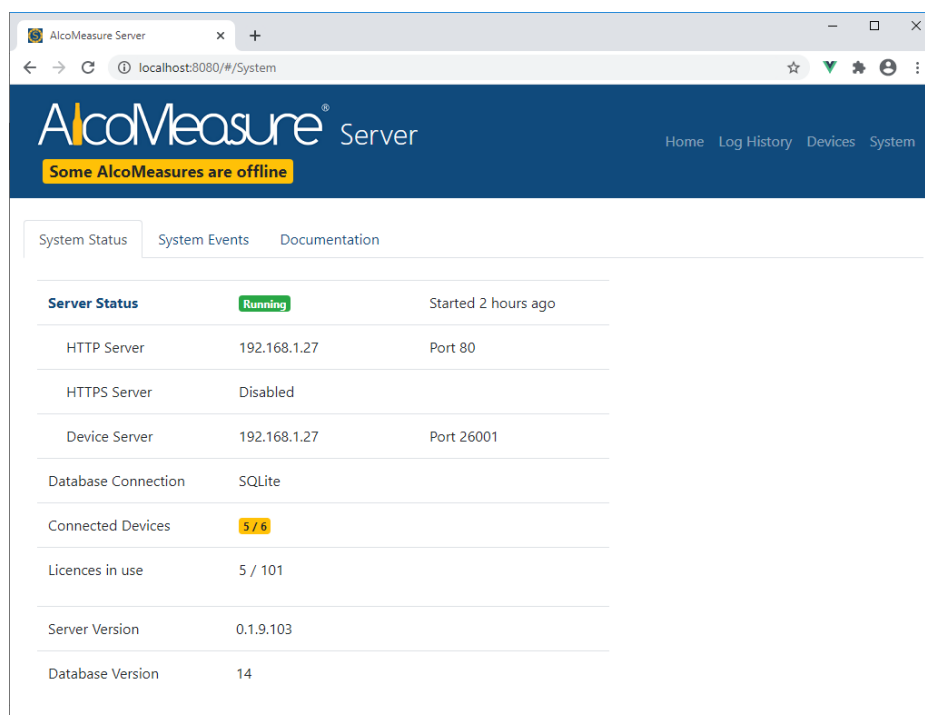 AlcoMeasure Server
localhost:8080/#/System
AlcoMeasure® Server
Home Log History Devices System
Some AlcoMeasures are offline
System Status System Events Documentation
Server Status Running Started 2 hours ago
HTTP Server 192.168.1.27 Port 80
HTTPS Server Disabled
Device Server 192.168.1.27 Port 26001
Database Connection SQLite
Connected Devices 5 / 6
Licences in use 5 / 101
Server Version 0.1.9.103
Database Version 14